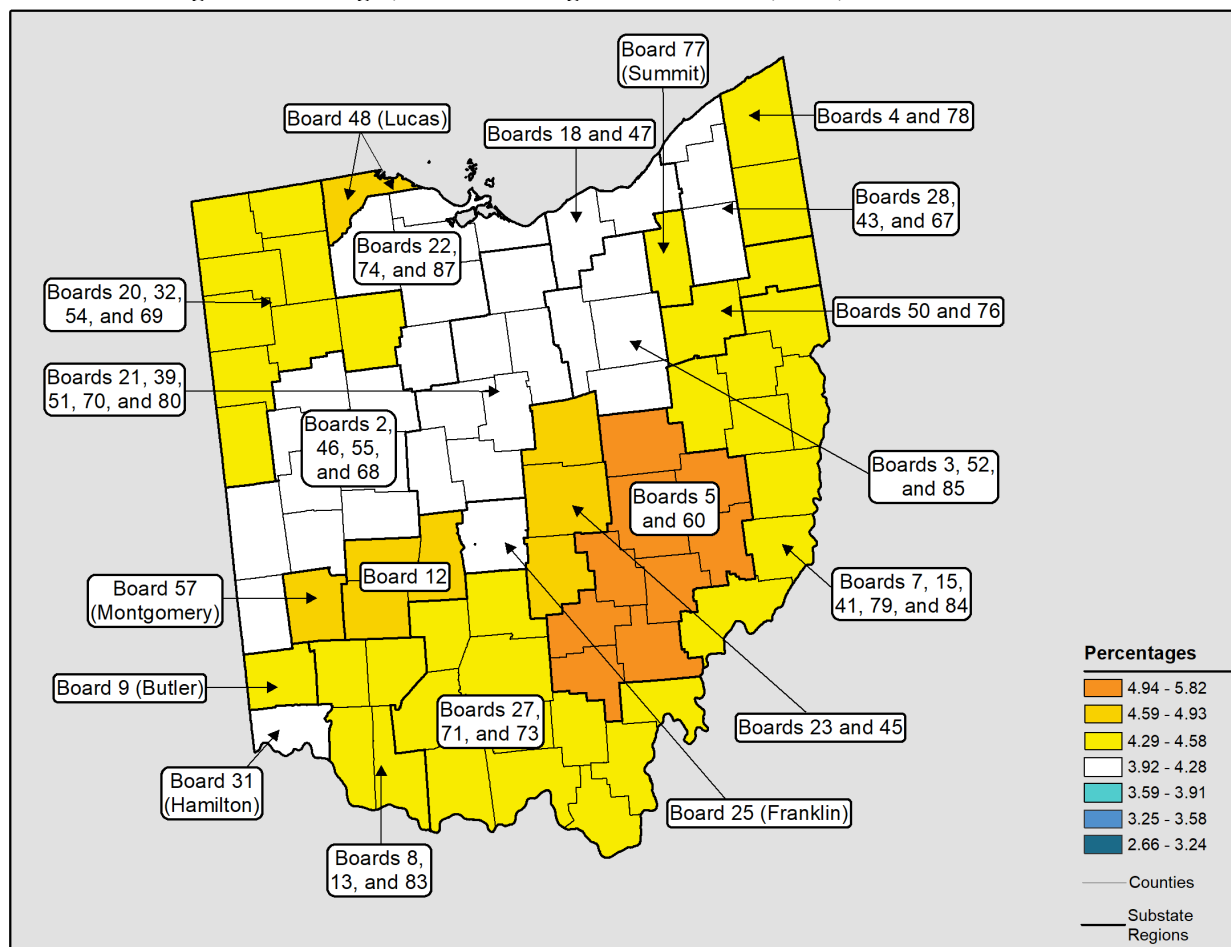 Board 77
(Summit)
Board 48 (Lucas)
Boards 18 and 47
Boards 4 and 78
Boards 28,
43, and 67
Boards 22,
74, and 87
Boards 20, 32,
54, and 69
Boards 50 and 76
Boards 21, 39,
51, 70, and 80
Boards 2,
46, 55,
and 68
Boards 3, 52,
and 85
Boards 5
and 60
Board 12
Board 57
(Montgomery)
Boards 7, 15,
41, 79, and 84
Board 9 (Butler)
Boards 27,
71, and 73
Boards 23 and 45
Board 31
(Hamilton)
Board 25 (Franklin)
Boards 8,
13, and 83
Percentages
4.94 - 5.82
4.59 - 4.93
4.29 - 4.58
3.92 - 4.28
3.59 - 3.91
3.25 - 3.58
2.66 - 3.24
Counties
Substate
Regions